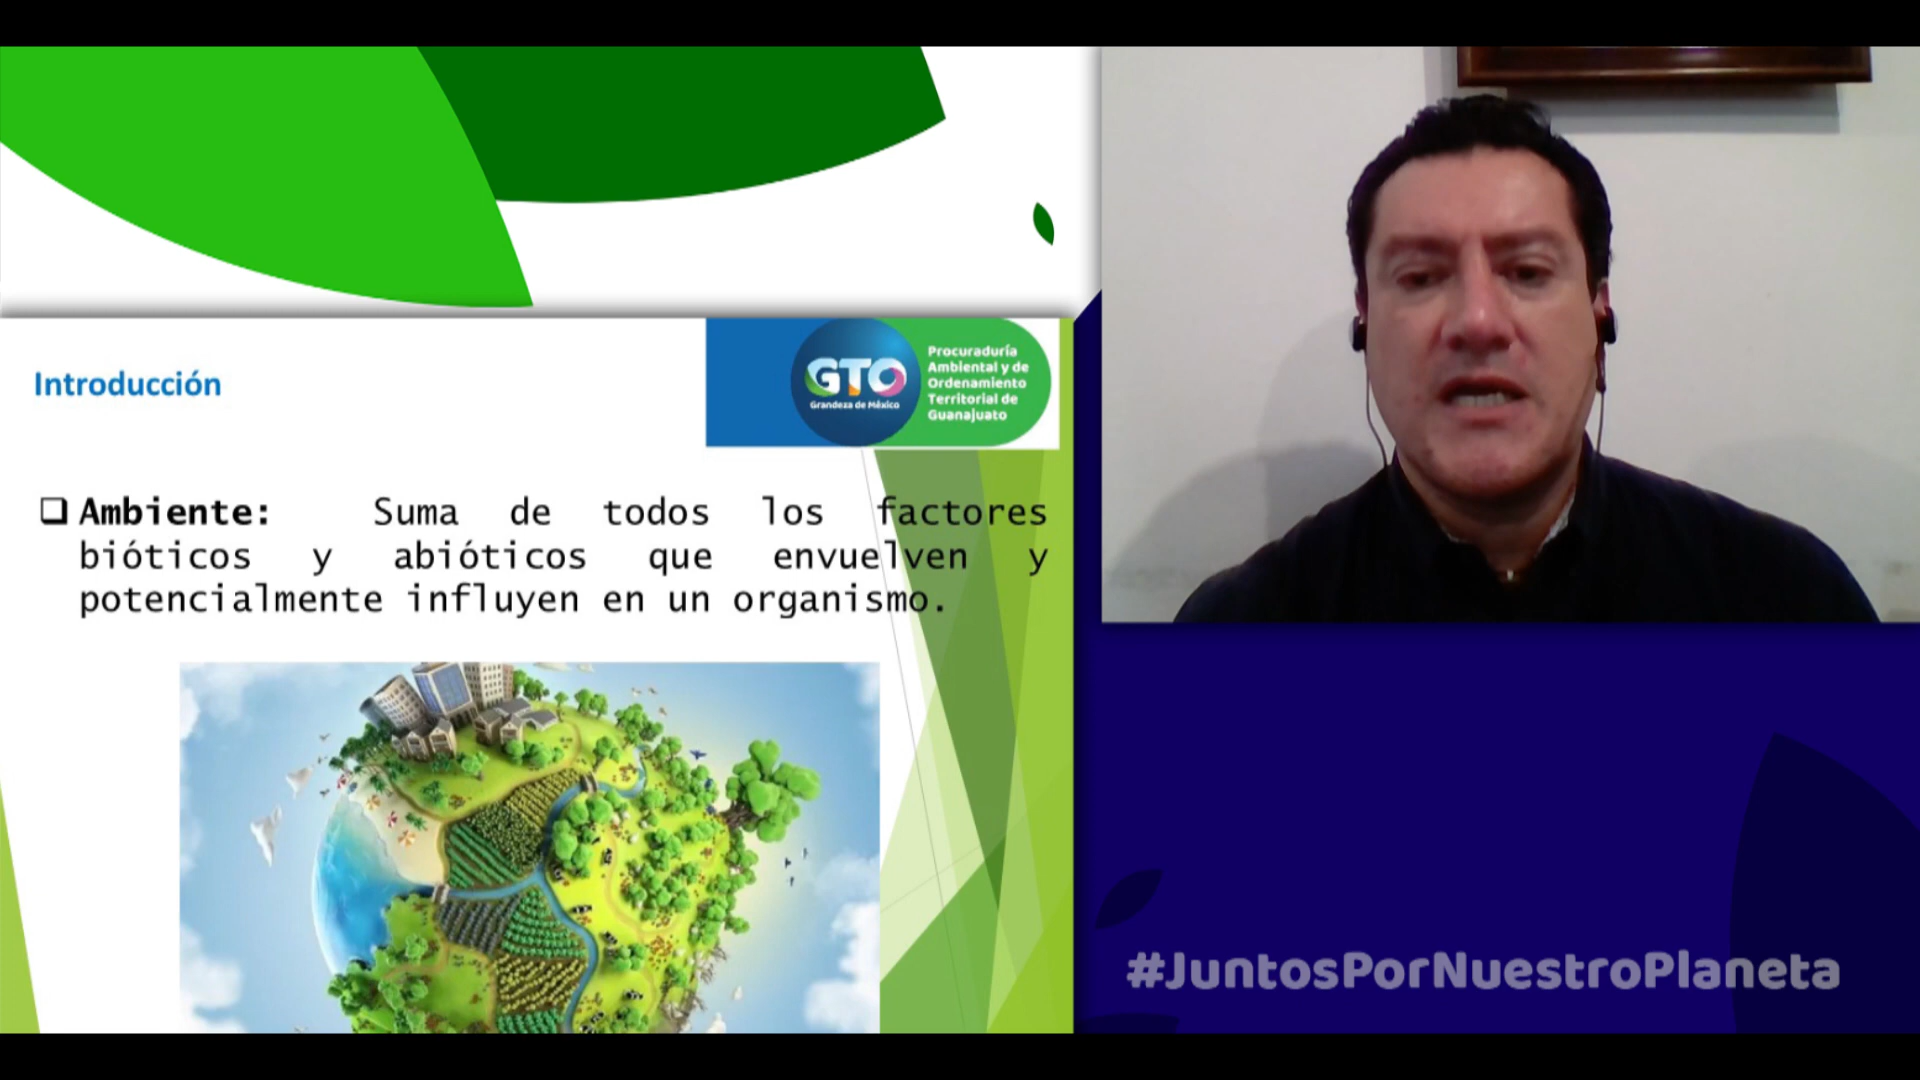 Introducción
GTO
Grandeza de México
Procuraduría
Ambiental y de
Ordenamiento
Territorial de
Guanajuato
Ambiente: Suma de todos los factores
bióticos y abióticos que envuelven y
potencialmente influyen en un organismo.
#JuntosPorNuestroPlaneta